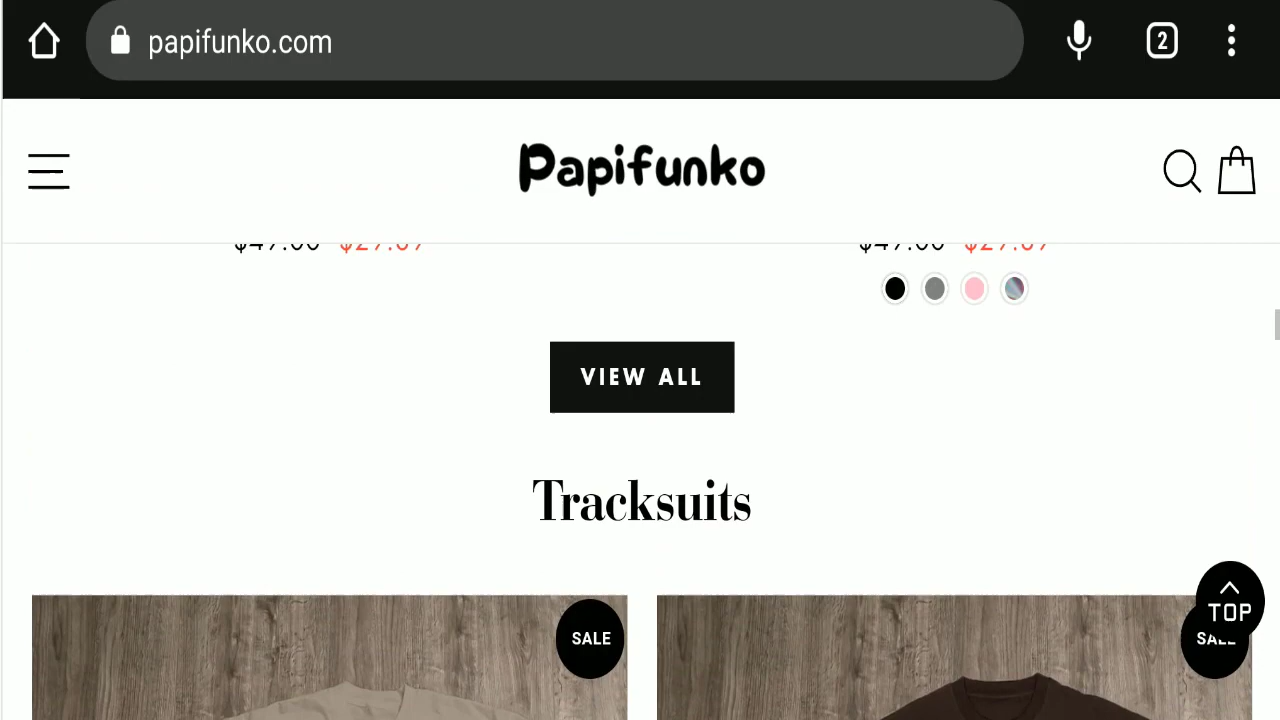 papifunko.com
2
Papifunko
VIEW ALL
Tracksuits
SALE
TOP